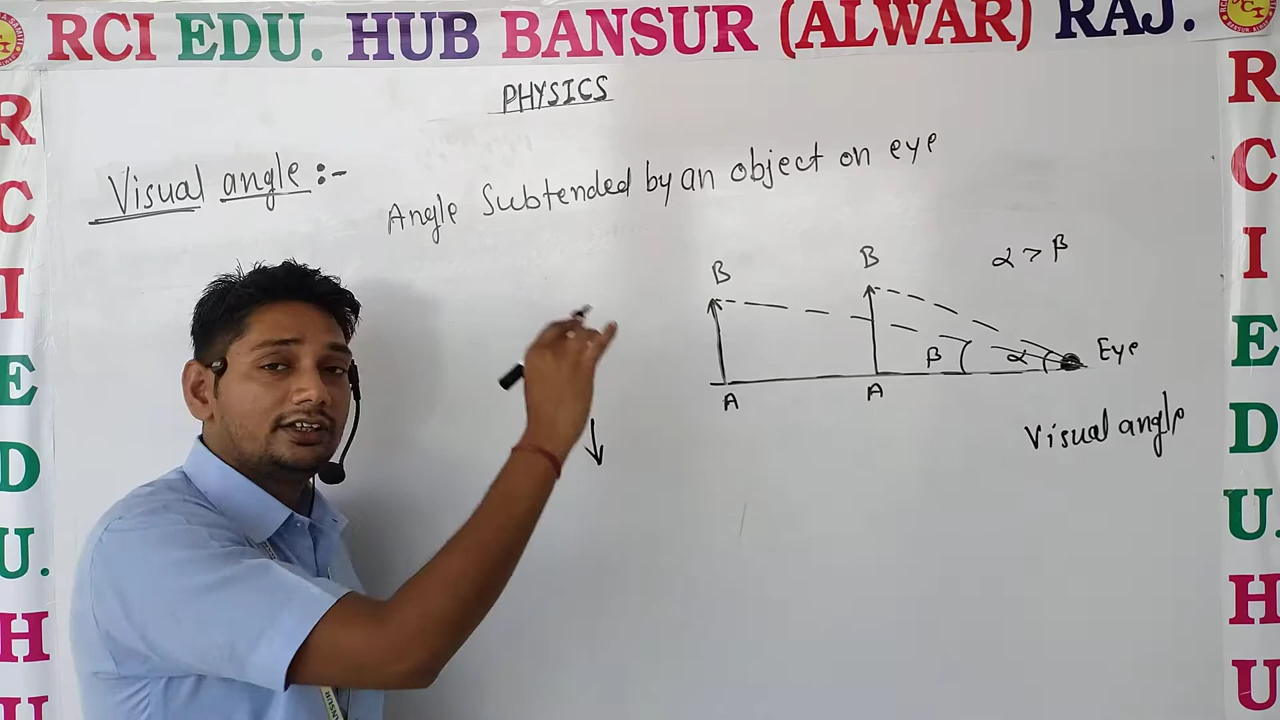 RCI EDU. HUB BANSUR (ALWAR) RAJ.
PHYSICS
Visual angle :-
Angle Subtended by an object on eye
B
B
α > β
β
α
Eye
A
A
Visual angle
R
C
I
E
D
U.
H
U
R
C
I
E
D
U.
H
U